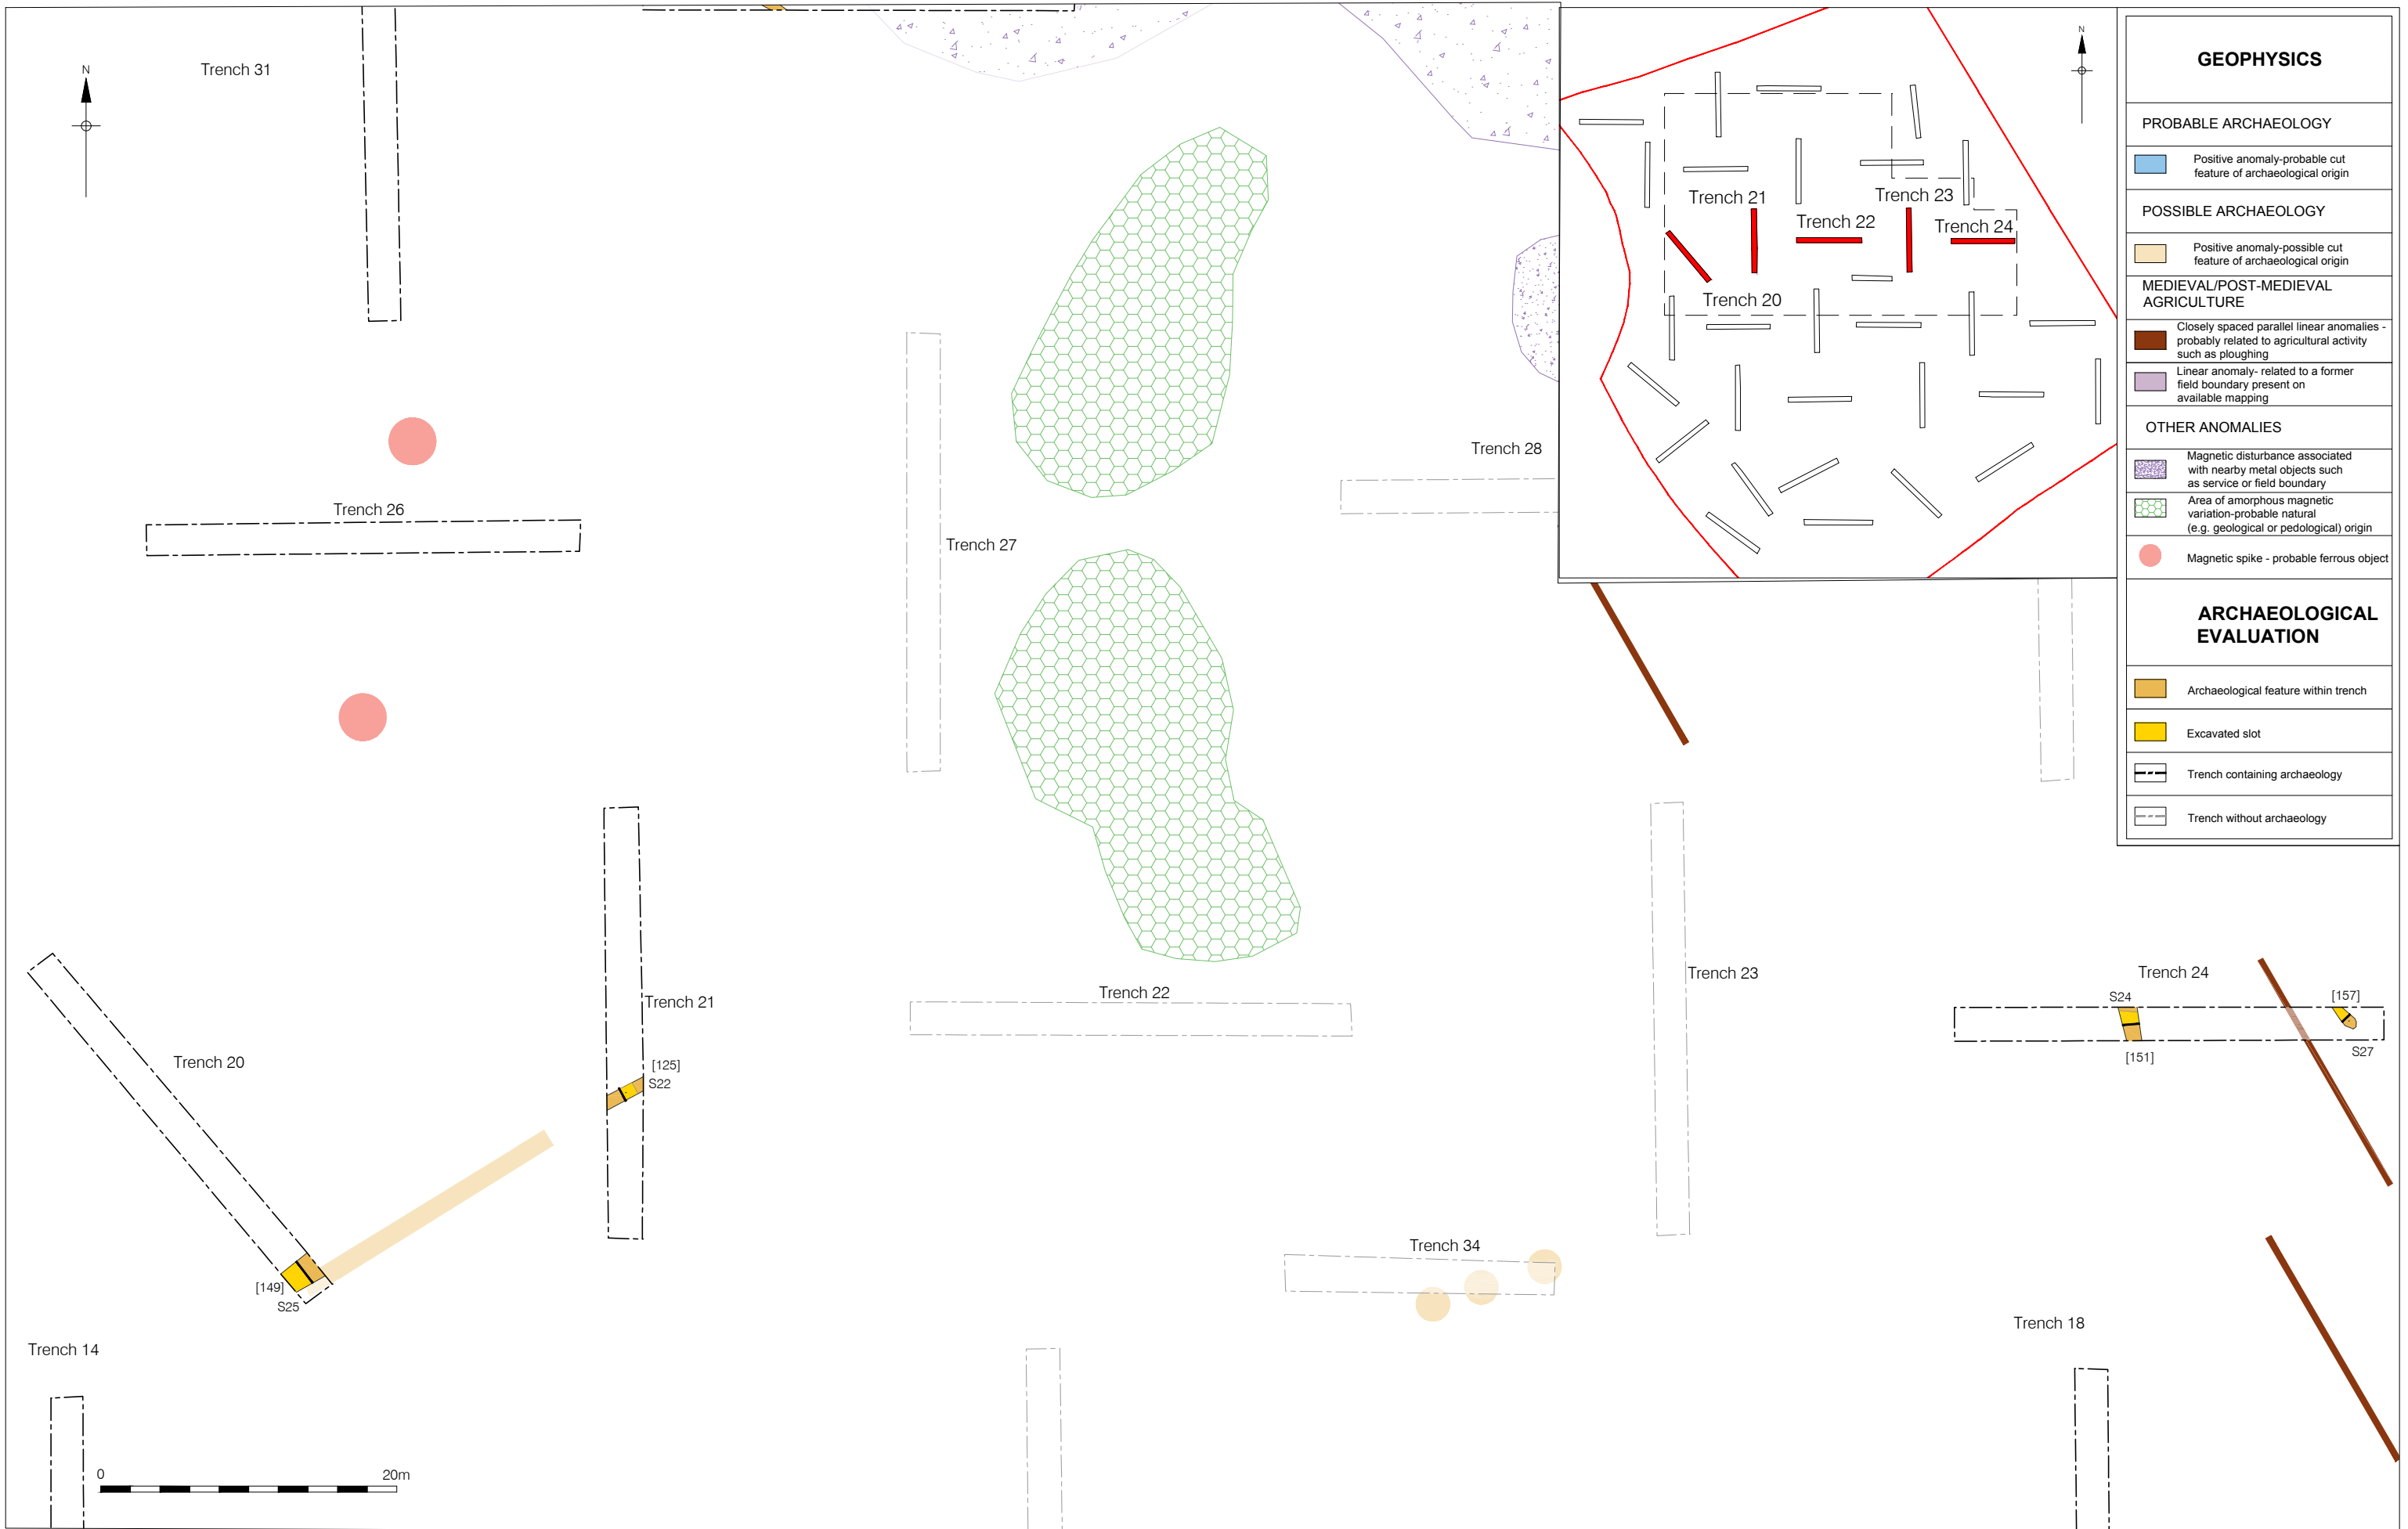 Trench 31
N
Trench 26
Trench 27
Trench 28
Trench 21
Trench 22
Trench 23
Trench 24
S24
[157]
[151]
S27
[125]
S22
Trench 20
[149]
S25
Trench 34
Trench 14
Trench 18
0
20m
N
Trench 21
Trench 23
Trench 22
Trench 24
Trench 20
GEOPHYSICS
PROBABLE ARCHAEOLOGY
Positive anomaly-probable cut
feature of archaeological origin
POSSIBLE ARCHAEOLOGY
Positive anomaly-possible cut
feature of archaeological origin
MEDIEVAL/POST-MEDIEVAL
AGRICULTURE
Closely spaced parallel linear anomalies -
probably related to agricultural activity
such as ploughing
Linear anomaly- related to a former
field boundary present on
available mapping
OTHER ANOMALIES
Magnetic disturbance associated
with nearby metal objects such
as service or field boundary
Area of amorphous magnetic
variation-probable natural
(e.g. geological or pedological) origin
Magnetic spike - probable ferrous object
ARCHAEOLOGICAL
EVALUATION
Archaeological feature within trench
Excavated slot
Trench containing archaeology
Trench without archaeology